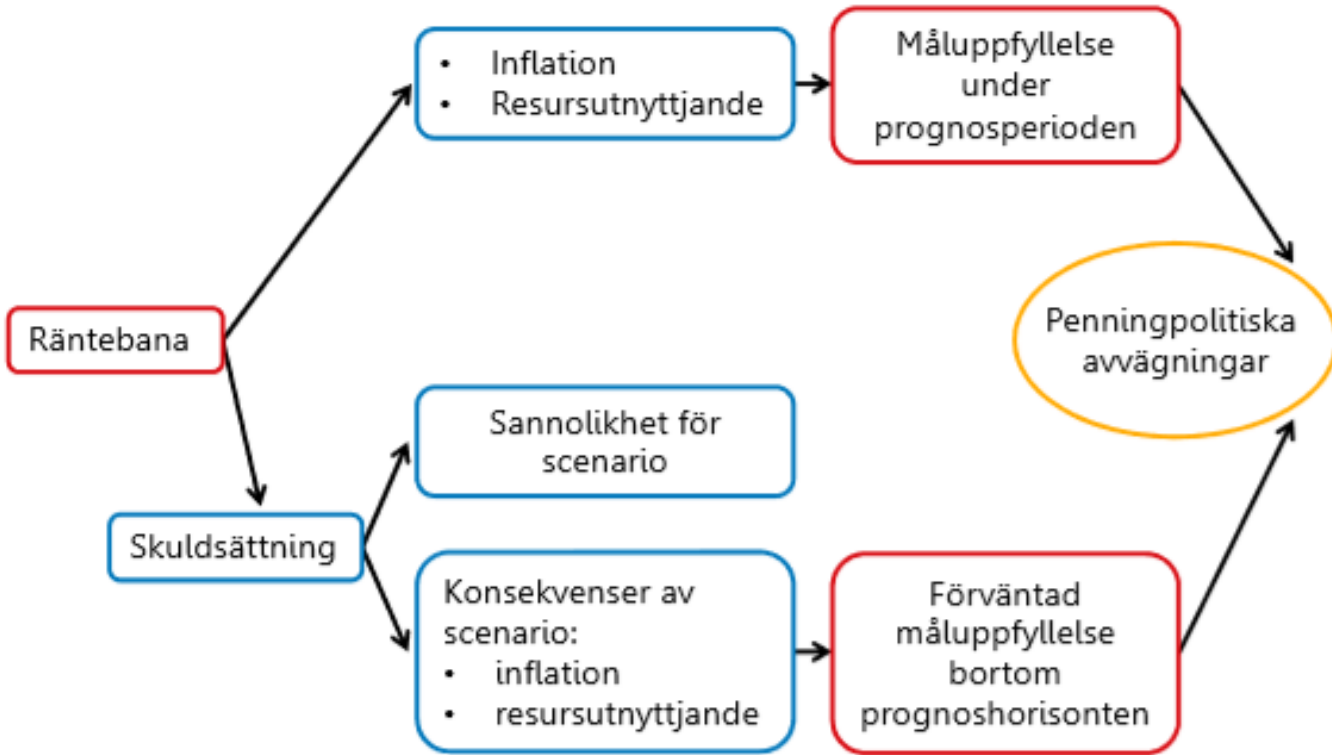 • Inflation
• Resursutnyttjande
Måluppfyllelse
under
prognosperioden
Räntebana
Penningpolitiska
avvägningar
Sannolikhet för
scenario
Skuldsättning
Konsekvenser av
scenario:
• inflation
• resursutnyttjande
Förväntad
måluppfyllelse
bortom
prognoshorisonten